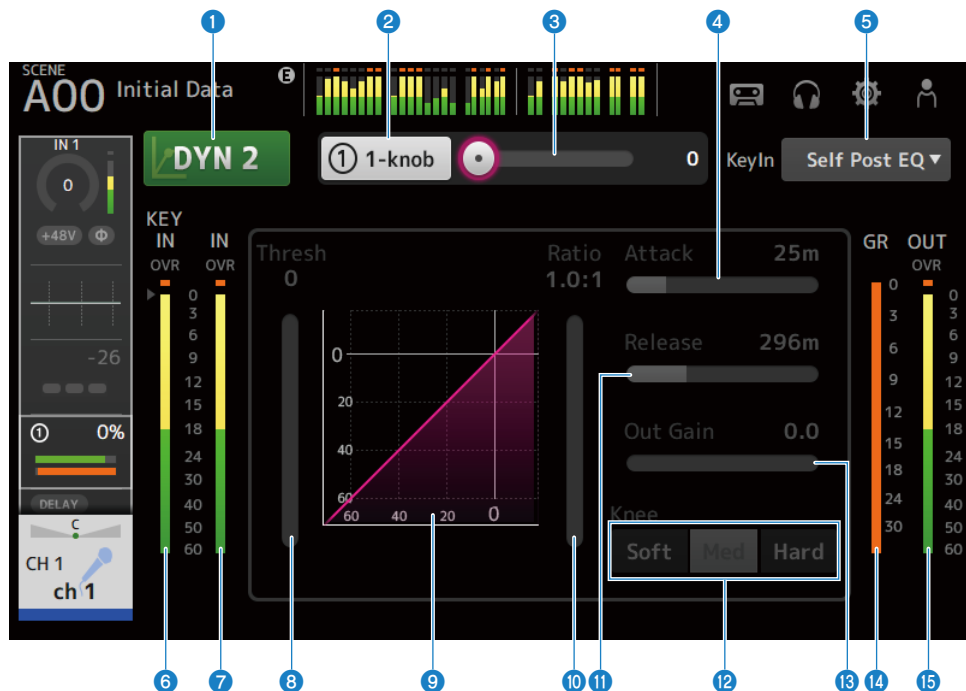 1 2 3 4 5
SCENE
A00 Initial Data E
IN 1
0
+48V Φ
-26
① 0%
DELAY
C
CH 1
ch 1
DYN 2
① 1-knob 0
KeyIn Self Post EQ▼
KEY
IN IN
OVR OVR
0
3
6
9
12
15
18
24
30
40
50
60
Thresh
0
Ratio
1.0:1
0
20
40
60
60 40 20 0
Attack 25m
Release 296m
Out Gain 0.0
Knee
Soft Med Hard
GR OUT
OVR
0
3
6
9
12
15
18
24
30
0
3
6
9
12
15
18
24
30
40
50
60
6 7 8 9 10 11 12 13 14 15